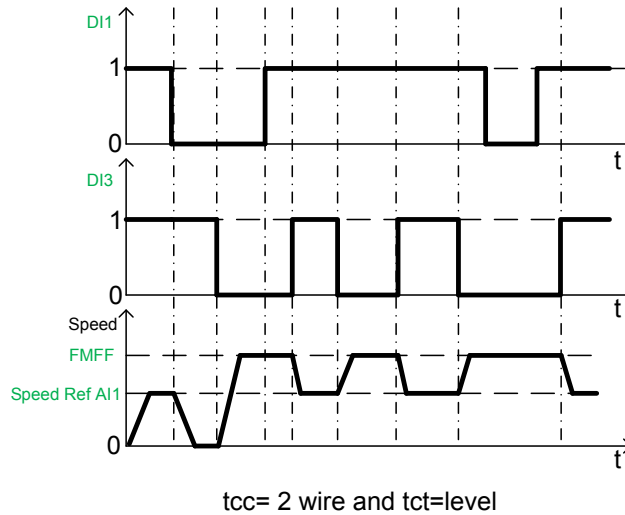 DI1
1
0
t
DI3
1
0
t
Speed
FMFF
Speed Ref AI1
0
t
tcc= 2 wire and tct=level